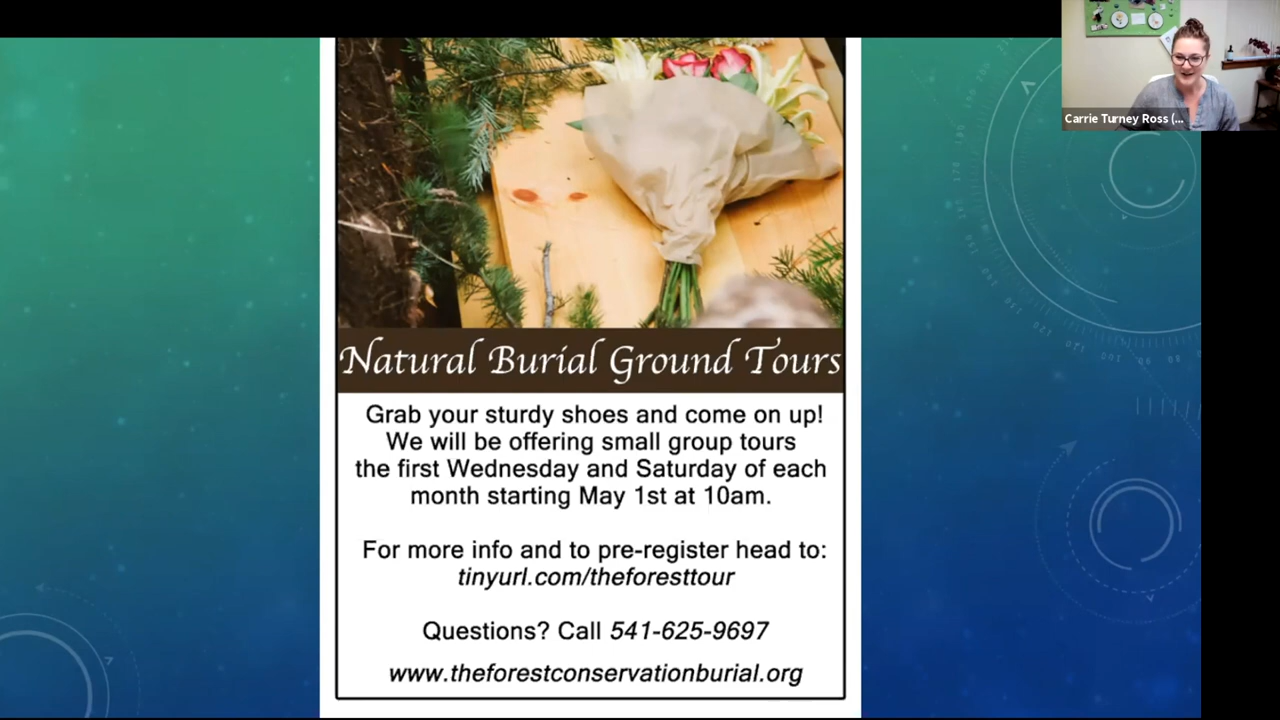 Carrie Turney Ross (...
Natural Burial Ground Tours
Grab your sturdy shoes and come on up!
We will be offering small group tours
the first Wednesday and Saturday of each
month starting May 1st at 10am.
For more info and to pre-register head to:
tinyurl.com/theforesttour
Questions? Call 541-625-9697
www.theforestconservationburial.org